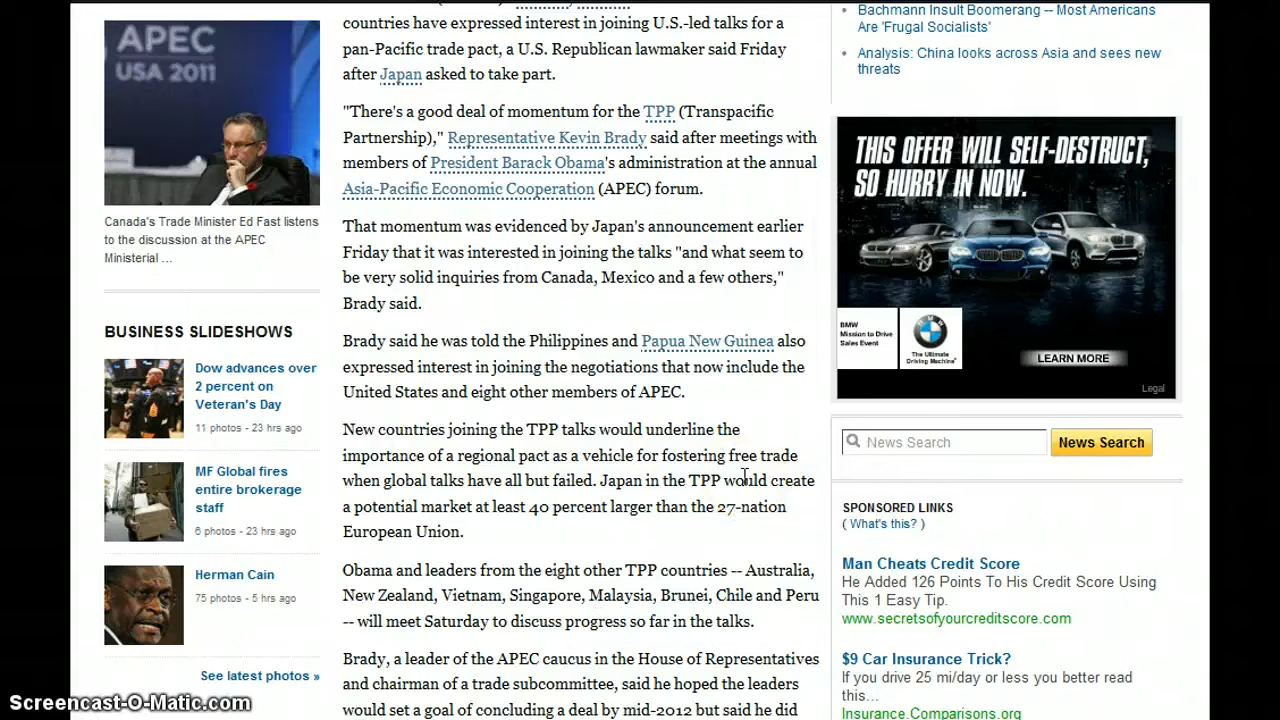 APEC
USA 2011
Canada's Trade Minister Ed Fast listens
to the discussion at the APEC
Ministerial ...
BUSINESS SLIDESHOWS
Dow advances over
2 percent on
Veteran's Day
11 photos - 23 hrs ago
MF Global fires
entire brokerage
staff
6 photos - 23 hrs ago
Herman Cain
75 photos - 5 hrs ago
See latest photos »
countries have expressed interest in joining U.S.-led talks for a
pan-Pacific trade pact, a U.S. Republican lawmaker said Friday
after Japan asked to take part.
"There's a good deal of momentum for the TPP (Transpacific
Partnership)," Representative Kevin Brady said after meetings with
members of President Barack Obama's administration at the annual
Asia-Pacific Economic Cooperation (APEC) forum.
That momentum was evidenced by Japan's announcement earlier
Friday that it was interested in joining the talks "and what seem to
be very solid inquiries from Canada, Mexico and a few others,"
Brady said.
Brady said he was told the Philippines and Papua New Guinea also
expressed interest in joining the negotiations that now include the
United States and eight other members of APEC.
New countries joining the TPP talks would underline the
importance of a regional pact as a vehicle for fostering free trade
when global talks have all but failed. Japan in the TPP would create
a potential market at least 40 percent larger than the 27-nation
European Union.
Obama and leaders from the eight other TPP countries -- Australia,
New Zealand, Vietnam, Singapore, Malaysia, Brunei, Chile and Peru
-- will meet Saturday to discuss progress so far in the talks.
Brady, a leader of the APEC caucus in the House of Representatives
and chairman of a trade subcommittee, said he hoped the leaders
would set a goal of concluding a deal by mid-2012 but said he did
Bachmann Insult Boomerang -- Most Americans
Are 'Frugal Socialists'
Analysis: China looks across Asia and sees new
threats
THIS OFFER WILL SELF-DESTRUCT,
SO HURRY IN NOW.
BMW
Mission to Drive
Sales Event
BMW
The Ultimate
Driving Machine®
LEARN MORE
Legal
News Search
News Search
SPONSORED LINKS
( What's this? )
Man Cheats Credit Score
He Added 126 Points To His Credit Score Using
This 1 Easy Tip.
www.secretsofyourcreditscore.com
$9 Car Insurance Trick?
If you drive 25 mi/day or less you better read
this...
Insurance.Comparisons.org
Screencast-O-Matic.com